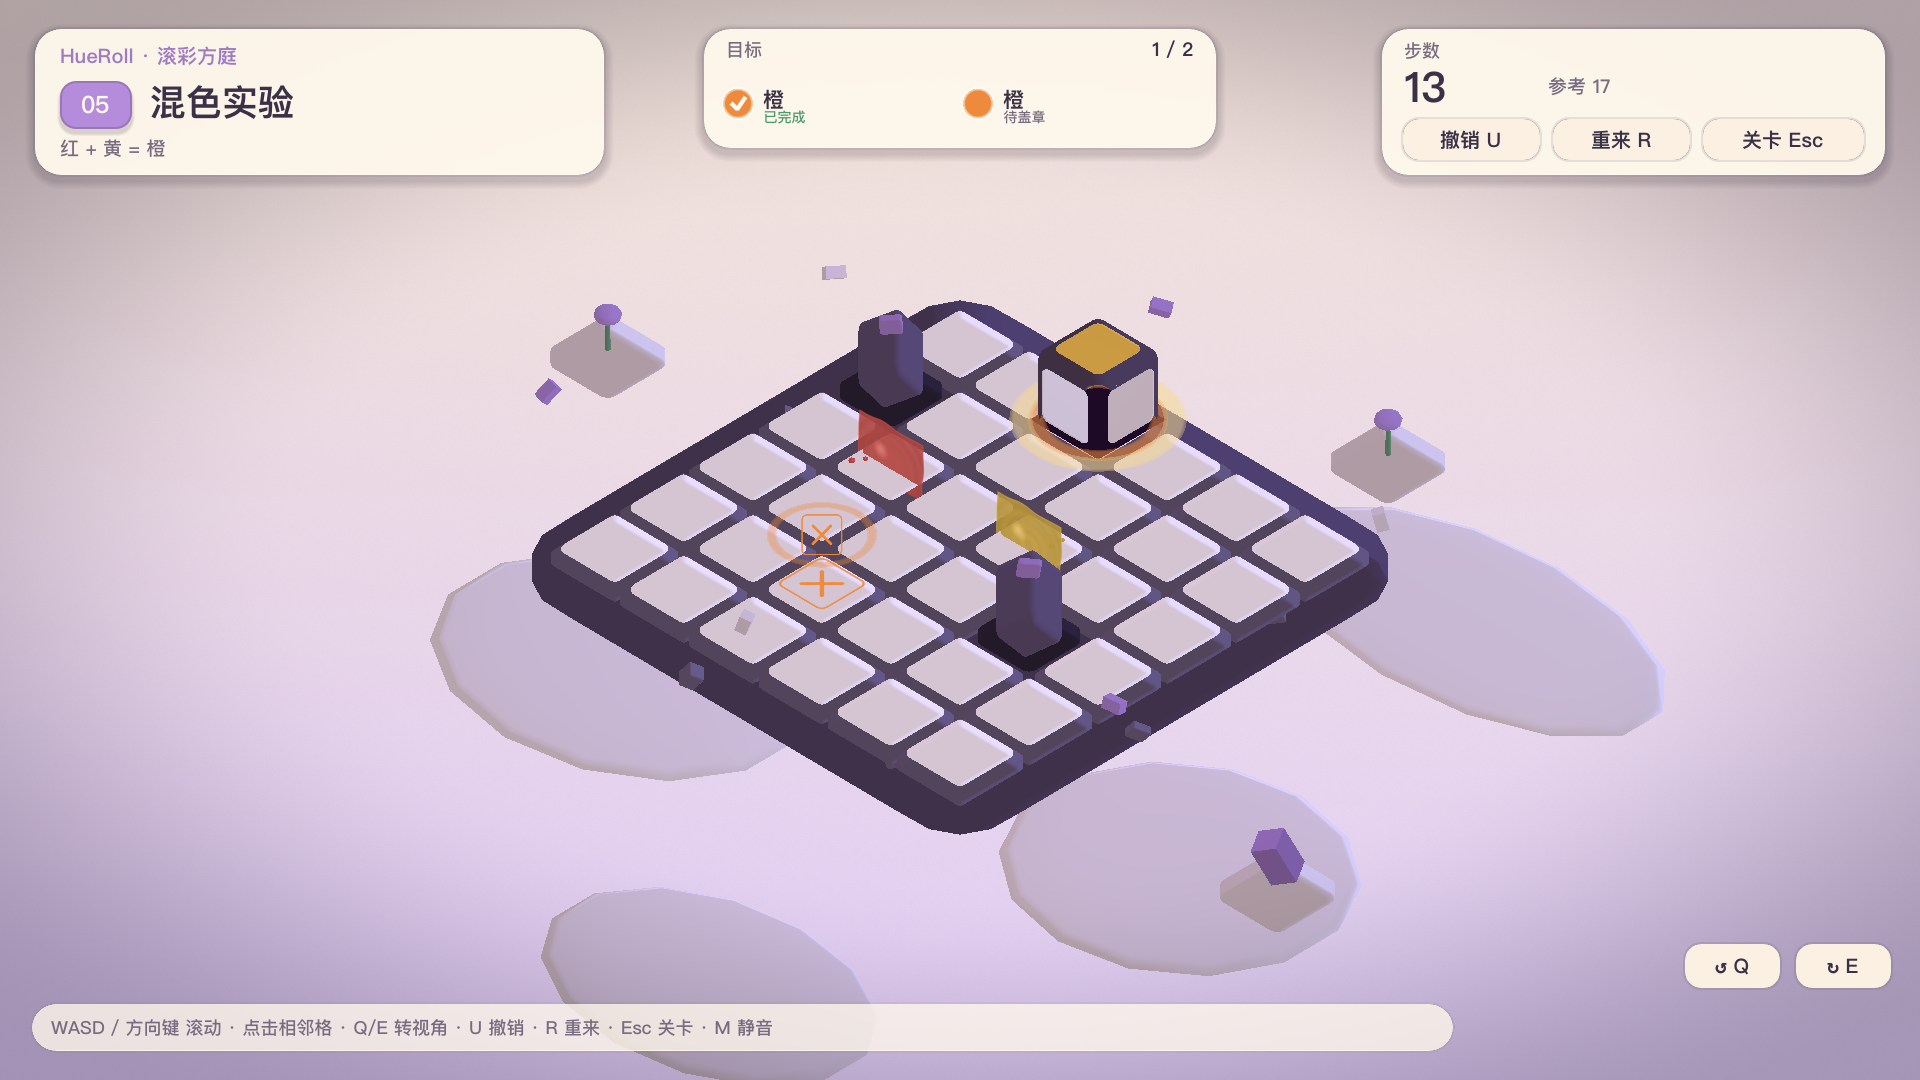 HueRoll · 滚彩方庭
05 混色实验
红 + 黄 = 橙
目标 1 / 2
橙
已完成
橙
待盖章
步数
13 参考 17
撤销 U 重来 R 关卡 Esc
↺ Q ↻ E
WASD / 方向键 滚动 · 点击相邻格 · Q/E 转视角 · U 撤销 · R 重来 · Esc 关卡 · M 静音